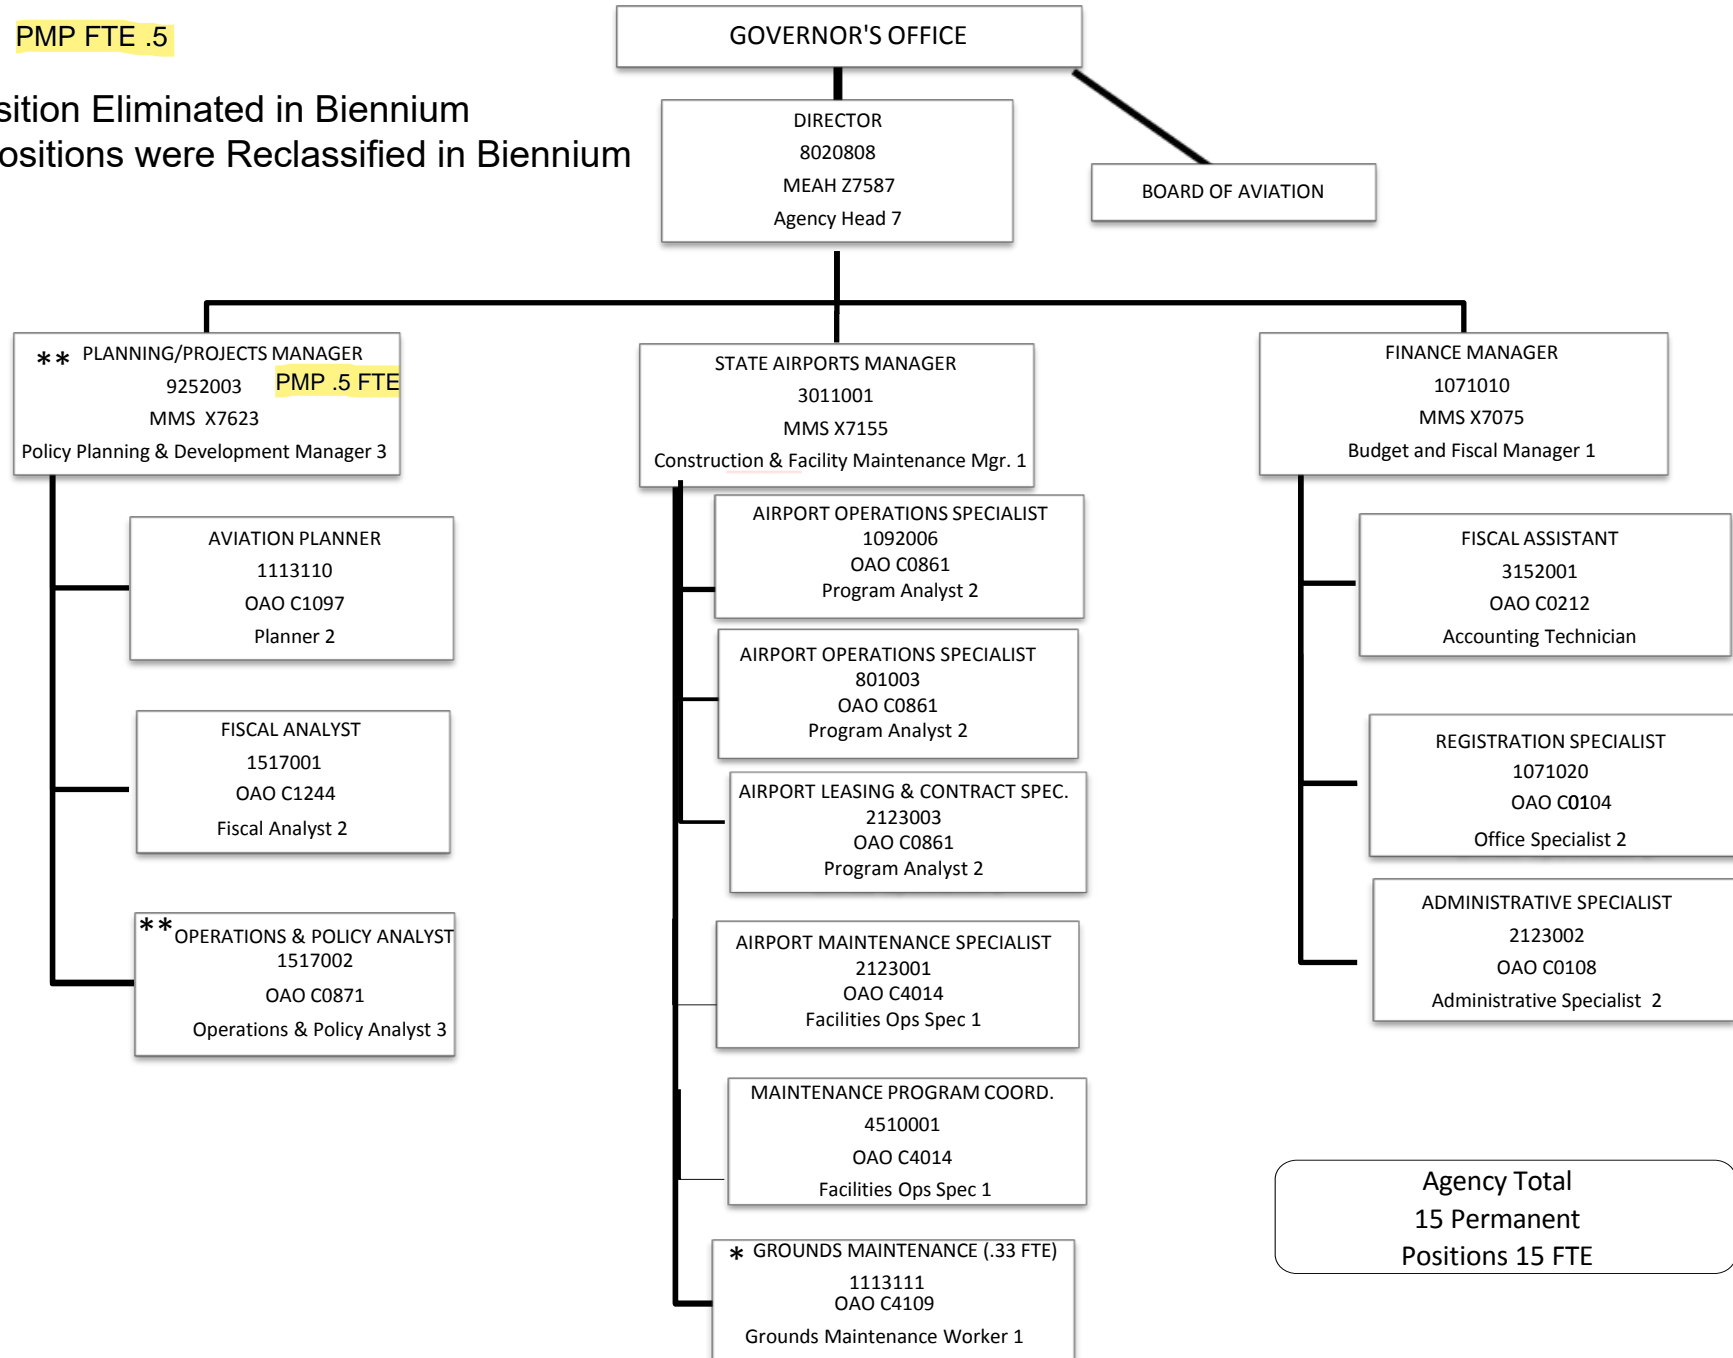 PMP FTE .5
sition Eliminated in Biennium
ositions were Reclassified in Biennium
GOVERNOR'S OFFICE
DIRECTOR
8020808
MEAH Z7587
Agency Head 7
BOARD OF AVIATION
** PLANNING/PROJECTS MANAGER
9252003 PMP .5 FTE
MMS X7623
Policy Planning & Development Manager 3
AVIATION PLANNER
1113110
OAO C1097
Planner 2
FISCAL ANALYST
1517001
OAO C1244
Fiscal Analyst 2
** OPERATIONS & POLICY ANALYST
1517002
OAO C0871
Operations & Policy Analyst 3
STATE AIRPORTS MANAGER
3011001
MMS X7155
Construction & Facility Maintenance Mgr. 1
AIRPORT OPERATIONS SPECIALIST
1092006
OAO C0861
Program Analyst 2
AIRPORT OPERATIONS SPECIALIST
801003
OAO C0861
Program Analyst 2
AIRPORT LEASING & CONTRACT SPEC.
2123003
OAO C0861
Program Analyst 2
AIRPORT MAINTENANCE SPECIALIST
2123001
OAO C4014
Facilities Ops Spec 1
MAINTENANCE PROGRAM COORD.
4510001
OAO C4014
Facilities Ops Spec 1
* GROUNDS MAINTENANCE (.33 FTE)
1113111
OAO C4109
Grounds Maintenance Worker 1
FINANCE MANAGER
1071010
MMS X7075
Budget and Fiscal Manager 1
FISCAL ASSISTANT
3152001
OAO C0212
Accounting Technician
REGISTRATION SPECIALIST
1071020
OAO C0104
Office Specialist 2
ADMINISTRATIVE SPECIALIST
2123002
OAO C0108
Administrative Specialist 2
Agency Total
15 Permanent
Positions 15 FTE